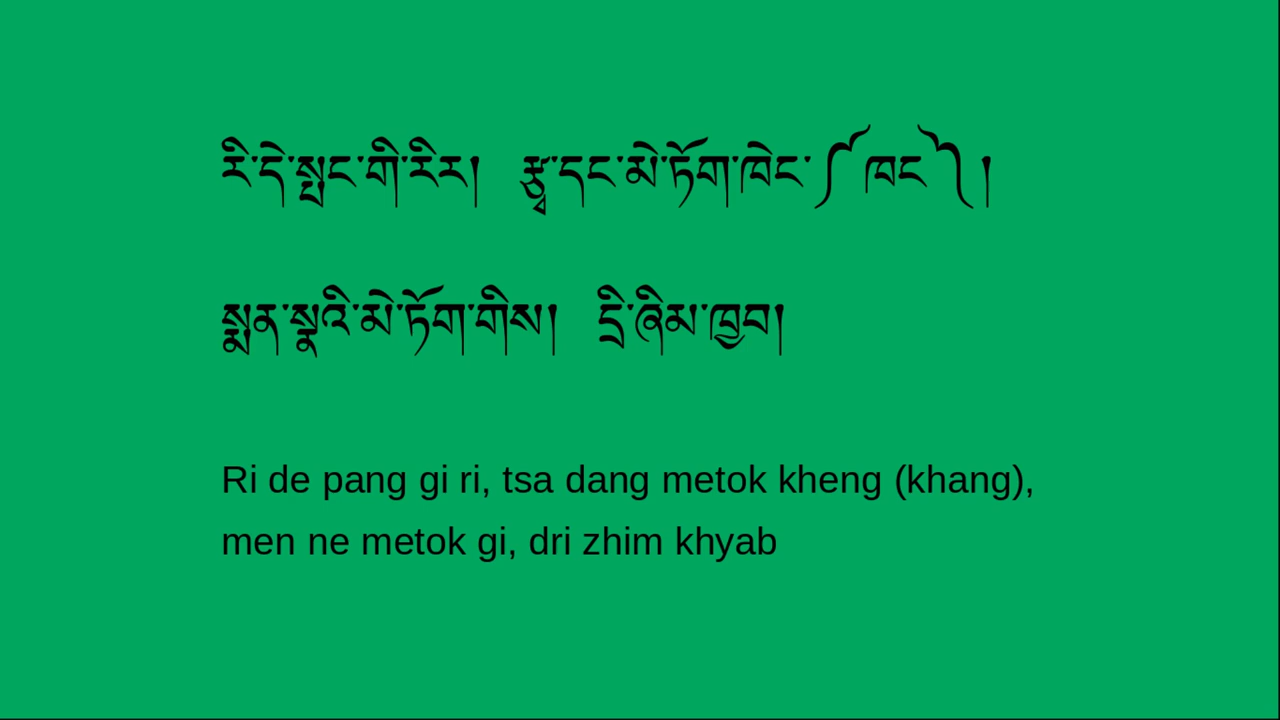 རི་དེ་སྤང་གི་རིར།  རྩྭ་དང་མེ་ཏོག་ཁེང་༼ཁང༽།
སྨན་སྣའི་མེ་ཏོག་གིས།  དྲི་ཞིམ་ཁྱབ།
Ri de pang gi ri, tsa dang metok kheng (khang),
men ne metok gi, dri zhim khyab